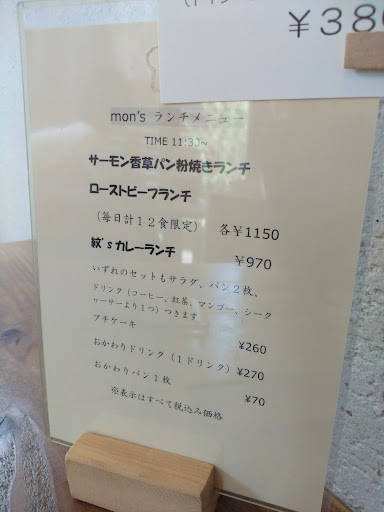 ¥38
mon's ランチメニュー
TIME 11:30~
サーモン香草パン粉焼きランチ
ローストビーフランチ
(毎日計12食限定) 各¥1150
紋's カレーランチ ¥970
いずれのセットもサラダ、パン2枚、
ドリンク(コーヒー、紅茶、マンゴー、シーク
ゥーサーより1つ)つきます
プチケーキ ¥260
おかわりドリンク(1ドリンク) ¥270
おかわりパン1枚 ¥70
※表示はすべて税込み価格